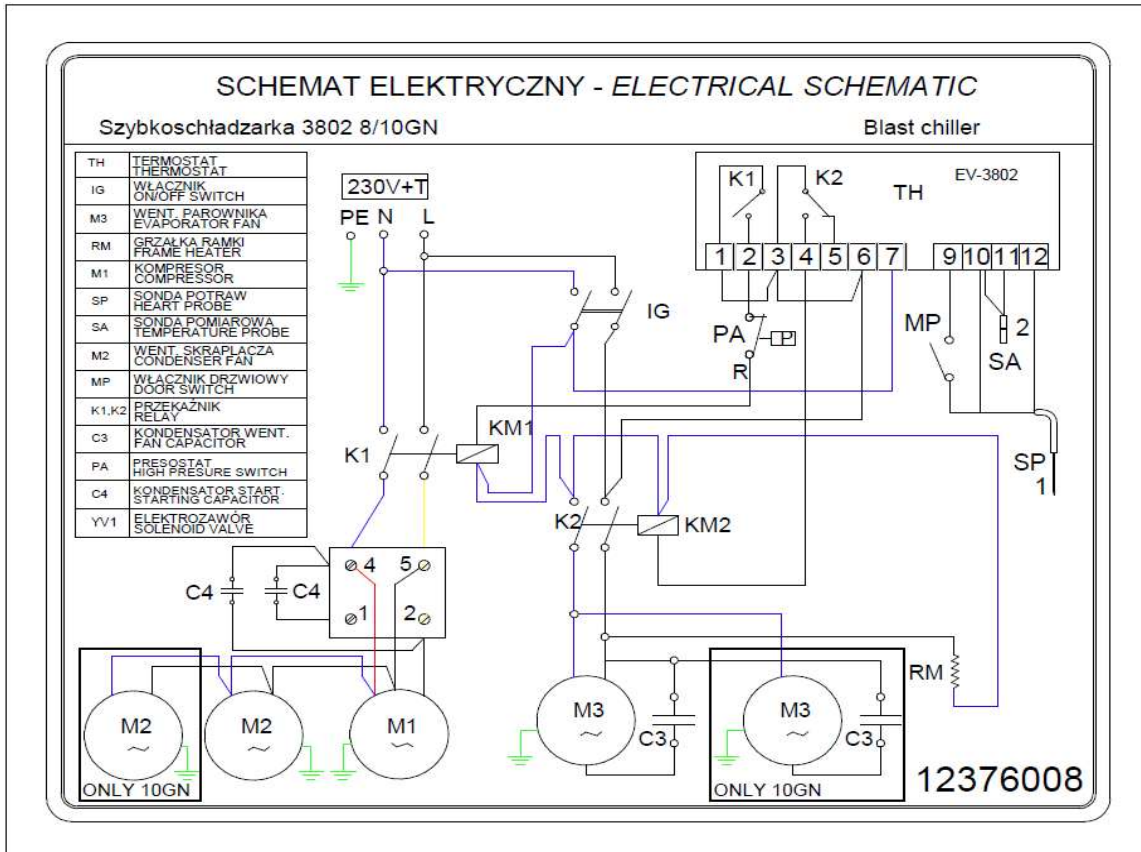 SCHEMAT ELEKTRYCZNY - ELECTRICAL SCHEMATIC
Szybkoschładzarka 3802 8/10GN
Blast chiller
TH TERMOSTAT
THERMOSTAT
IG WŁACZNIK
ON/OFF SWITCH
M3 WENT. PAROWNIKA
EVAPORATOR FAN
RM GRZAŁKA RAMKI
FRAME HEATER
M1 KOMPRESOR
COMPRESSOR
SP SONDA POTRAW
HEART PROBE
SA SONDA POMIAROWA
TEMPERATURE PROBE
M2 WENT. SKRAPLACZA
CONDENSER FAN
MP WŁACZNIK DRZWIOWY
DOOR SWITCH
K1,K2 PRZEKAŹNIK
RELAY
C3 KONDENSATOR WENT.
FAN CAPACITOR
PA PRESOSTAT
HIGH PRESURE SWITCH
C4 KONDENSATOR START.
STARTING CAPACITOR
YV1 ELEKTROZAWÓR
SOLENOID VALVE
230V+T
PE N L
K1 K2 TH EV-3802
1 2 3 4 5 6 7 9 10 11 12
IG
PA P
R
MP
2
SA
SP
1
K1
KM1
K2
KM2
4 5
1 2
C4 C4
M2 ~
ONLY 10GN
M2 ~
M1 ~
M3 ~
C3
M3 ~
C3
ONLY 10GN
RM
12376008